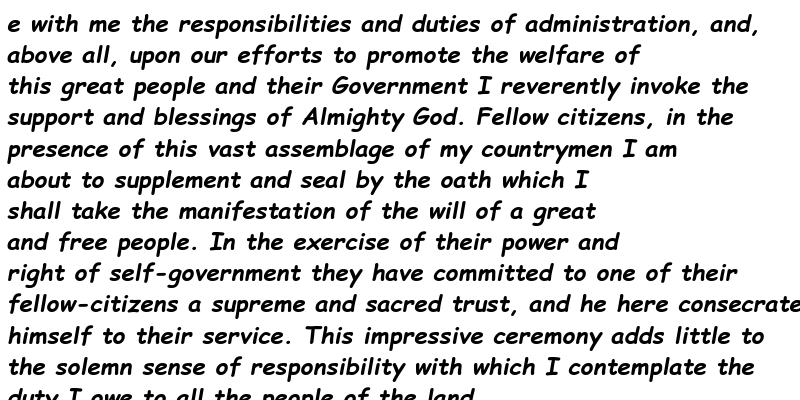 e with me the responsibilities and duties of administration, and,
above all, upon our efforts to promote the welfare of
this great people and their Government I reverently invoke the
support and blessings of Almighty God. Fellow citizens, in the
presence of this vast assemblage of my countrymen I am
about to supplement and seal by the oath which I
shall take the manifestation of the will of a great
and free people. In the exercise of their power and
right of self-government they have committed to one of their
fellow-citizens a supreme and sacred trust, and he here consecrate
himself to their service. This impressive ceremony adds little to
the solemn sense of responsibility with which I contemplate the
duty I owe to all the people of the land